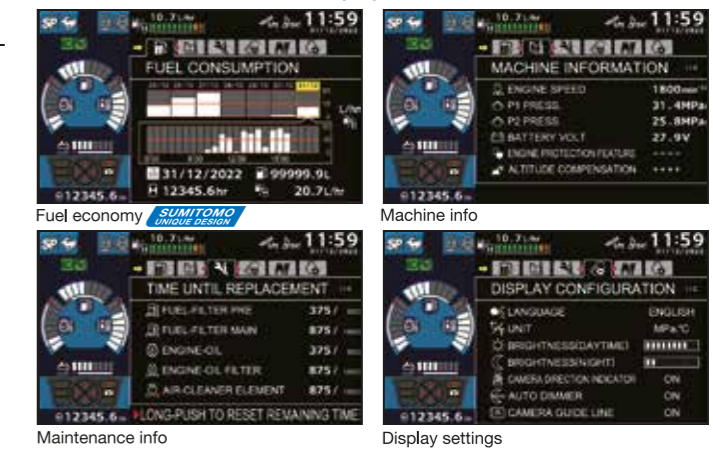 SP
10.7L/hr
11:59
FUEL CONSUMPTION
L/hr
31/12/2022 99999.9L
12345.6hr 20.7L/hr
12345.6
Fuel economy SUMITOMO
UNIQUE DESIGN
SP
10.7L/hr
11:59
MACHINE INFORMATION
ENGINE SPEED 1800min⁻¹
P1 PRESS. 31.4MPa
P2 PRESS. 25.8MPa
BATTERY VOLT 27.9V
ENGINE PROTECTION FEATURE ----
ALTITUDE COMPENSATION
12345.6
Machine info
SP
10.7L/hr
11:59
TIME UNTIL REPLACEMENT
FUEL-FILTER PRE 375/
FUEL-FILTER MAIN 875/
ENGINE-OIL 375/
ENGINE-OIL FILTER 875/
AIR-CLEANER ELEMENT 875/
LONG-PUSH TO RESET REMAINING TIME
12345.6
Maintenance info
SP
10.7L/hr
11:59
DISPLAY CONFIGURATION
LANGUAGE ENGLISH
UNIT MPa℃
BRIGHTNESS(DAYTIME)
BRIGHTNESS(NIGHT)
CAMERA DIRECTION INDICATOR ON
AUTO DIMMER ON
CAMERA GUIDE LINE ON
12345.6
Display settings